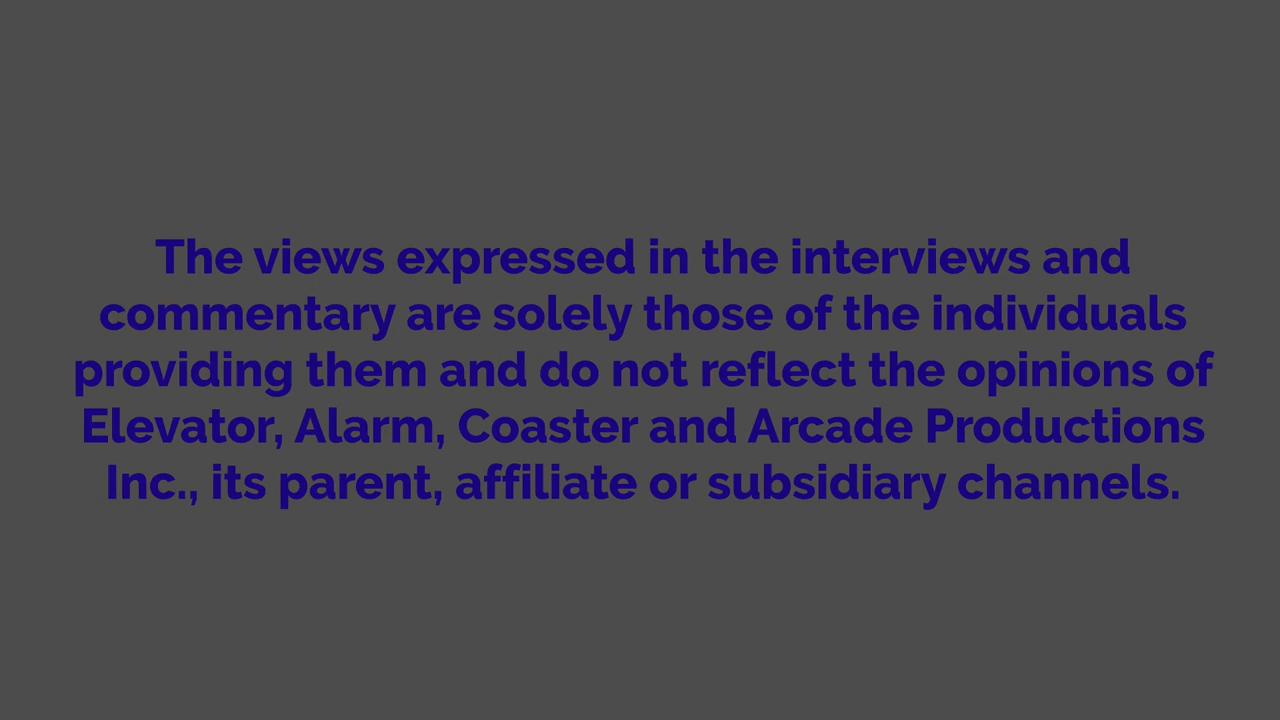 The views expressed in the interviews and
commentary are solely those of the individuals
providing them and do not reflect the opinions of
Elevator, Alarm, Coaster and Arcade Productions
Inc., its parent, affiliate or subsidiary channels.